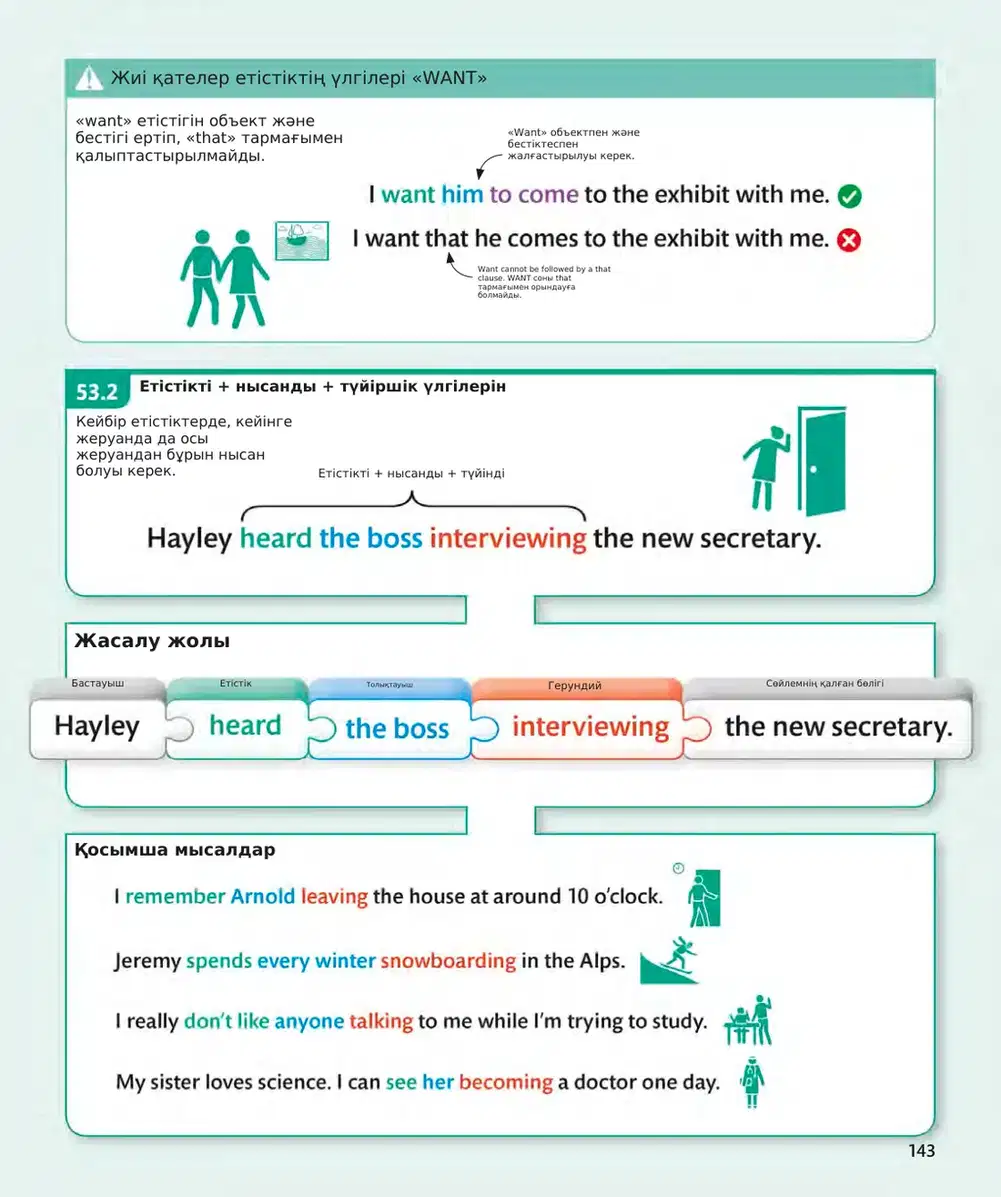 Жиі қателер етістіктің үлгілері «WANT»
«want» етістігін объект және
бестігі ертіп, «that» тармағымен
қалыптастырылмайды.
«Want» объектпен және
бестіктеспен
жалғастырылуы керек.
I want him to come to the exhibit with me.
I want that he comes to the exhibit with me.
Want cannot be followed by a that
clause. WANT соны that
тармағымен орындауға
болмайды.
53.2 Етістікті + нысанды + түйіршік үлгілерін
Кейбір етістіктерде, кейінге
жеруанда да осы
жеруандан бұрын нысан
болуы керек.
Етістікті + нысанды + түйінді
Hayley heard the boss interviewing the new secretary.
Жасалу жолы
Бастауыш Етістік Толықтауыш Герундий Сөйлемнің қалған бөлігі
Hayley heard the boss interviewing the new secretary.
Қосымша мысалдар
I remember Arnold leaving the house at around 10 o’clock.
Jeremy spends every winter snowboarding in the Alps.
I really don’t like anyone talking to me while I’m trying to study.
My sister loves science. I can see her becoming a doctor one day.
143